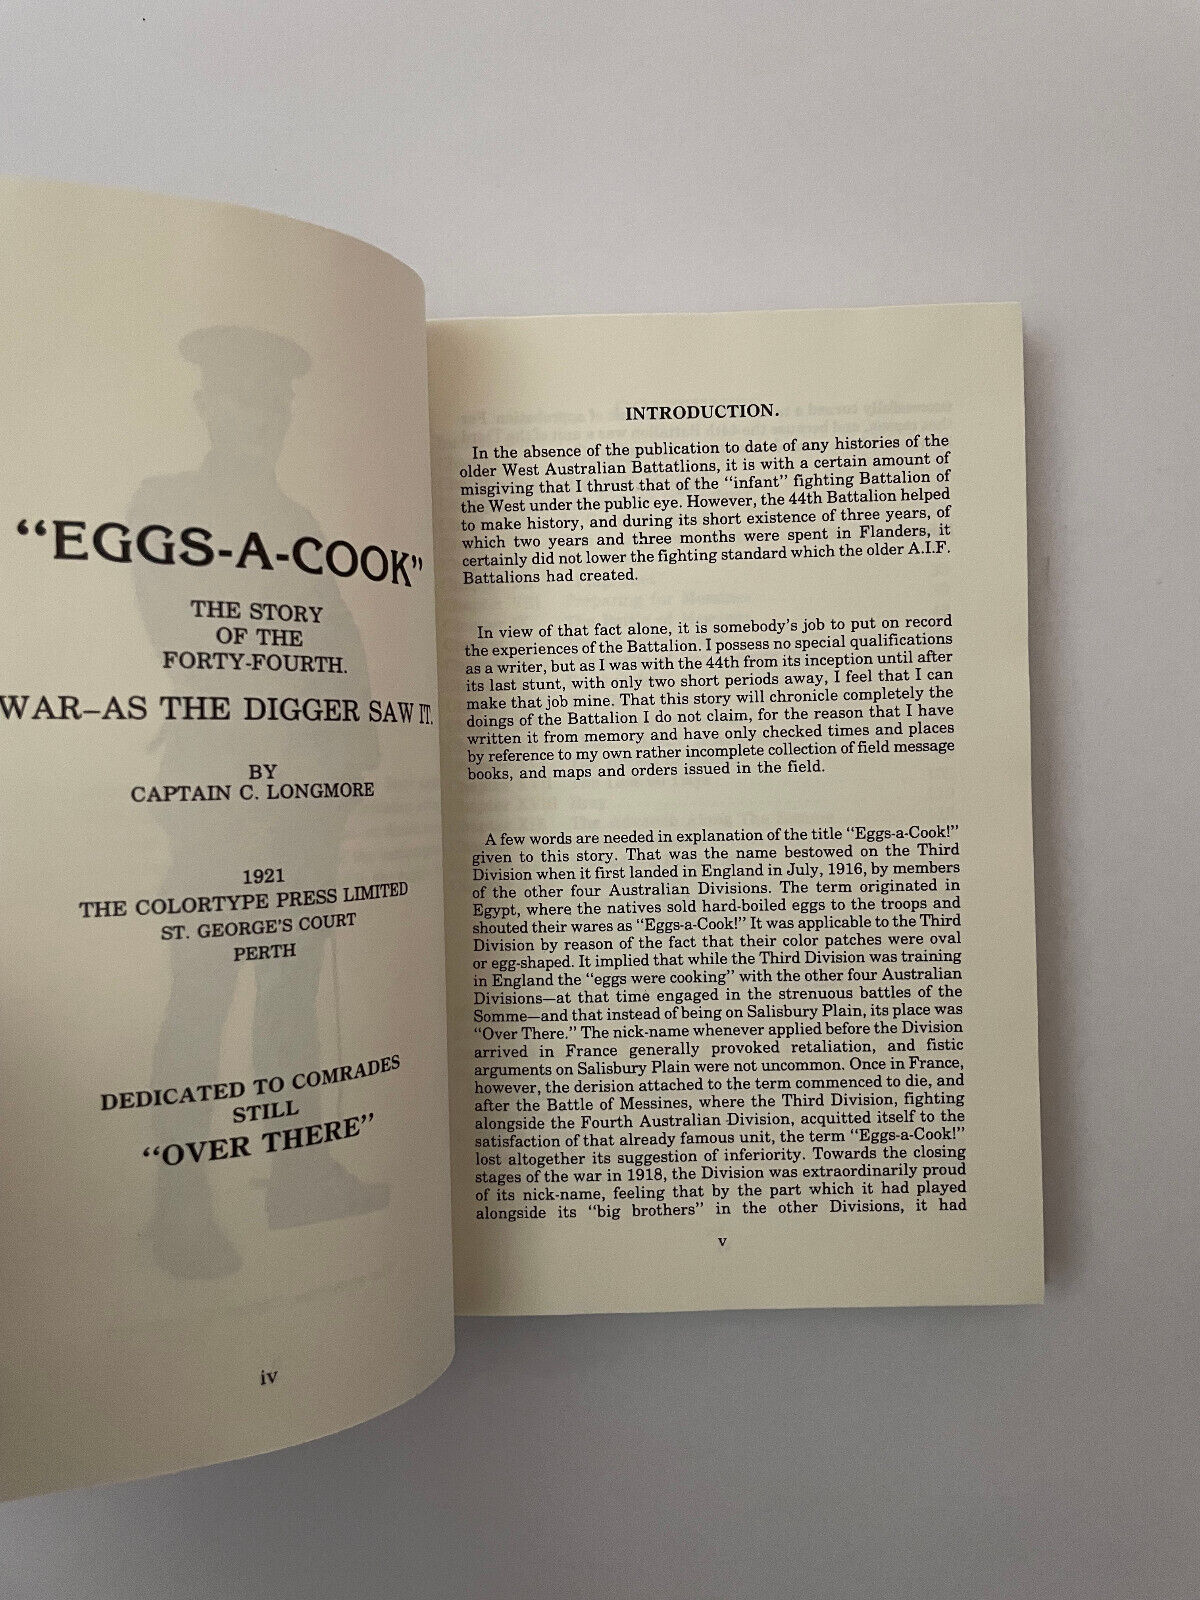 "EGGS-A-COOK"
THE STORY
OF THE
FORTY-FOURTH.
WAR–AS THE DIGGER SAW IT.
BY
CAPTAIN C. LONGMORE
1921
THE COLORTYPE PRESS LIMITED
ST. GEORGE'S COURT
PERTH
DEDICATED TO COMRADES
STILL
"OVER THERE"
iv
INTRODUCTION.
In the absence of the publication to date of any histories of the
older West Australian Battatlions, it is with a certain amount of
misgiving that I thrust that of the "infant" fighting Battalion of
the West under the public eye. However, the 44th Battalion helped
to make history, and during its short existence of three years, of
which two years and three months were spent in Flanders, it
certainly did not lower the fighting standard which the older A.I.F.
Battalions had created.
In view of that fact alone, it is somebody's job to put on record
the experiences of the Battalion. I possess no special qualifications
as a writer, but as I was with the 44th from its inception until after
its last stunt, with only two short periods away, I feel that I can
make that job mine. That this story will chronicle completely the
doings of the Battalion I do not claim, for the reason that I have
written it from memory and have only checked times and places
by reference to my own rather incomplete collection of field message
books, and maps and orders issued in the field.
A few words are needed in explanation of the title "Eggs-a-Cook!"
given to this story. That was the name bestowed on the Third
Division when it first landed in England in July, 1916, by members
of the other four Australian Divisions. The term originated in
Egypt, where the natives sold hard-boiled eggs to the troops and
shouted their wares as "Eggs-a-Cook!" It was applicable to the Third
Division by reason of the fact that their color patches were oval
or egg-shaped. It implied that while the Third Division was training
in England the "eggs were cooking" with the other four Australian
Divisions—at that time engaged in the strenuous battles of the
Somme—and that instead of being on Salisbury Plain, its place was
"Over There." The nick-name whenever applied before the Division
arrived in France generally provoked retaliation, and fistic
arguments on Salisbury Plain were not uncommon. Once in France,
however, the derision attached to the term commenced to die, and
after the Battle of Messines, where the Third Division, fighting
alongside the Fourth Australian Division, acquitted itself to the
satisfaction of that already famous unit, the term "Eggs-a-Cook!"
lost altogether its suggestion of inferiority. Towards the closing
stages of the war in 1918, the Division was extraordinarily proud
of its nick-name, feeling that by the part which it had played
alongside its "big brothers" in the other Divisions, it had
v